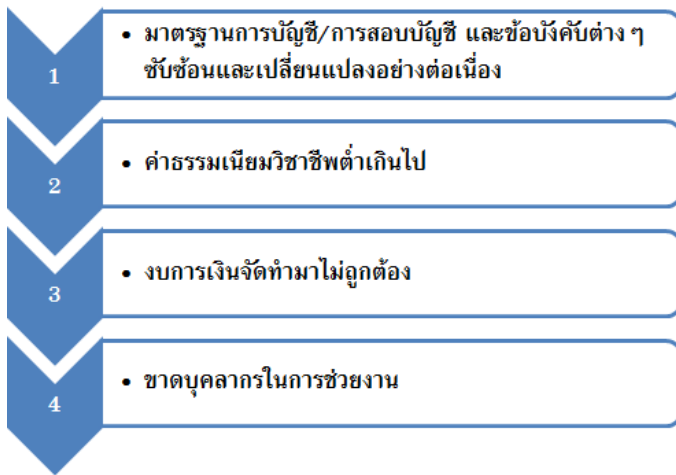 1
• มาตรฐานการบัญชี/การสอบบัญชี และข้อบังคับต่าง ๆ
ซับซ้อนและเปลี่ยนแปลงอย่างต่อเนื่อง
2
• ค่าธรรมเนียมวิชาชีพต่ำเกินไป
3
• งบการเงินจัดทำมาไม่ถูกต้อง
4
• ขาดบุคลากรในการช่วยงาน